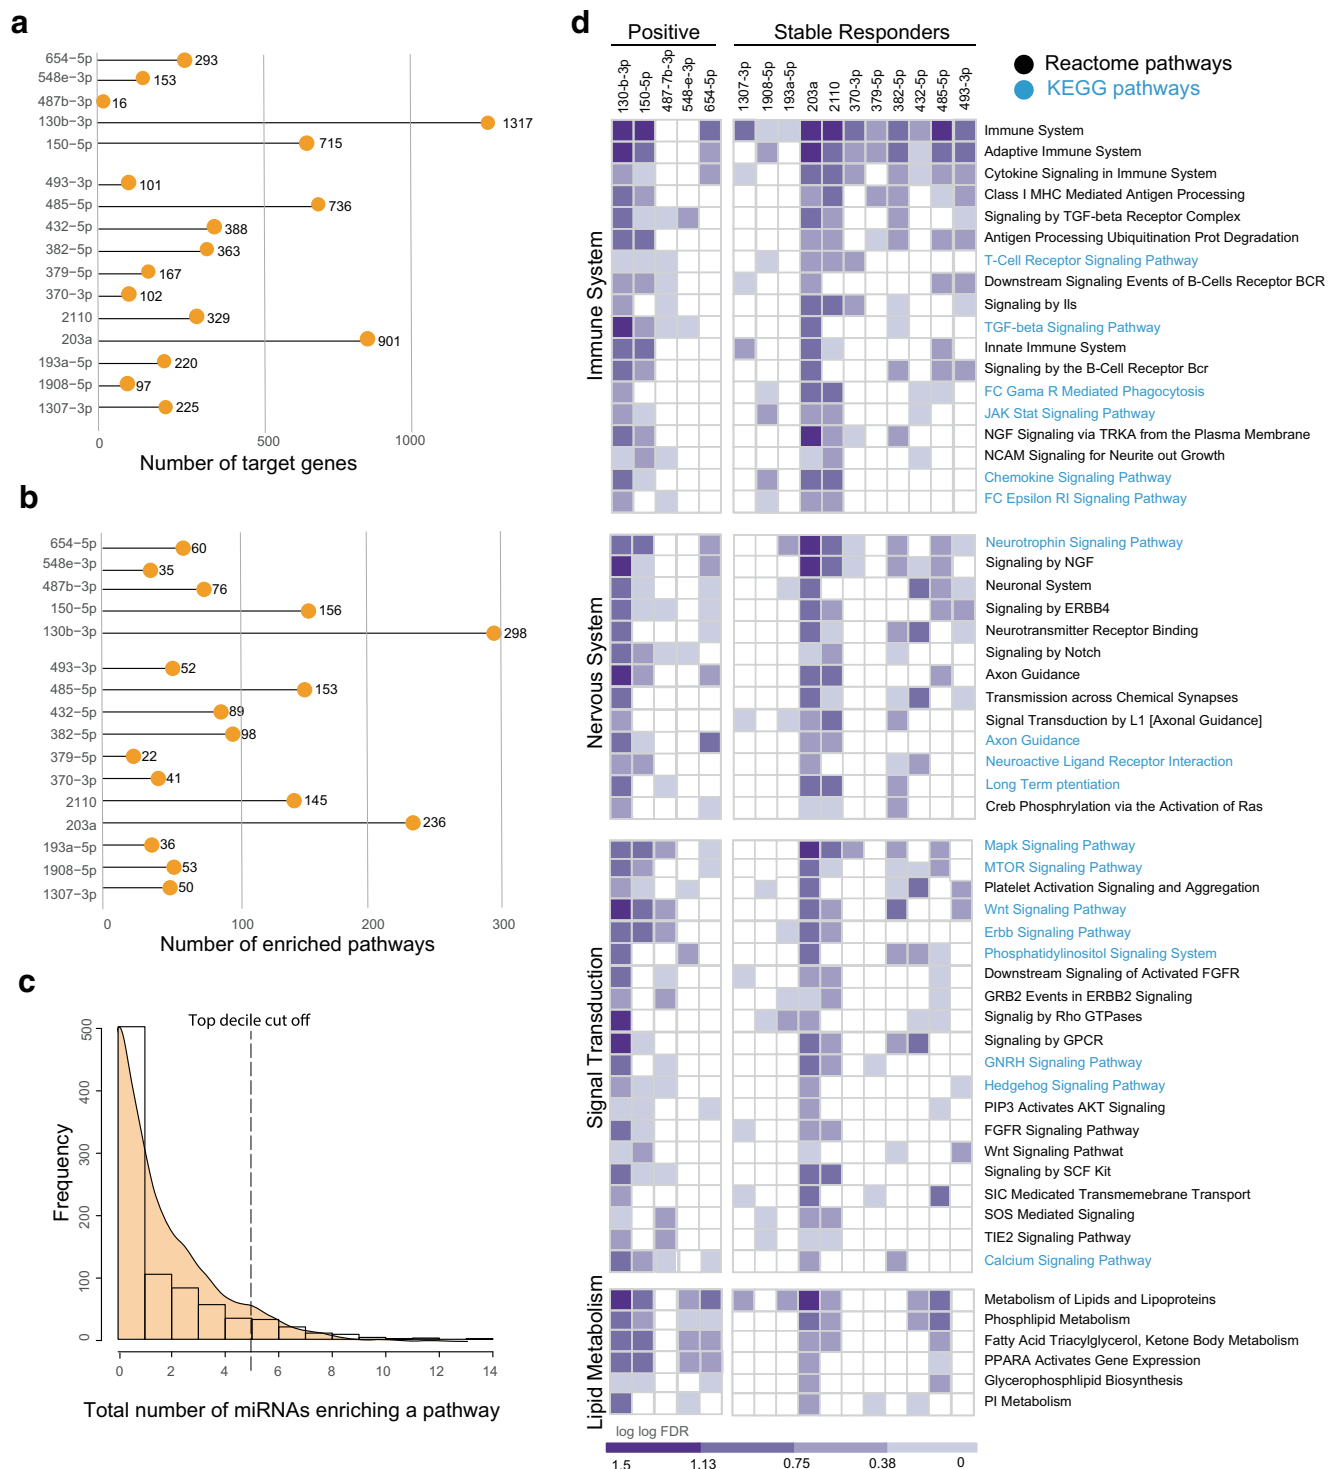 a
654−5p
293
548e−3p
153
487b−3p
16
130b−3p
1317
150−5p
715
493−3p
101
485−5p
736
432−5p
388
382−5p
363
379−5p
167
370−3p
102
2110
329
203a
901
193a−5p
220
1908−5p
97
1307−3p
225
0
500
1000
Number of target genes
b
654−5p
60
548e−3p
35
487b−3p
76
150−5p
156
130b−3p
298
493−3p
52
485−5p
153
432−5p
89
382−5p
98
379−5p
22
370−3p
41
2110
145
203a
236
193a−5p
36
1908−5p
53
1307−3p
50
0
100
200
300
Number of enriched pathways
c
Top decile cut off
Frequency
0
100
200
300
400
500
0
2
4
6
8
10
12
14
Total number of miRNAs enriching a pathway
d
Positive
Stable Responders
130-b-3p
150-5p
487-7b-3p
548-e-3p
654-5p
1307-3p
1908-5p
193a-5p
203a
2110
370-3p
379-5p
382-5p
432-5p
485-5p
493-3p
Reactome pathways
KEGG pathways
Immune System
Immune System
Adaptive Immune System
Cytokine Signaling in Immune System
Class I MHC Mediated Antigen Processing
Signaling by TGF-beta Receptor Complex
Antigen Processing Ubiquitination Prot Degradation
T-Cell Receptor Signaling Pathway
Downstream Signaling Events of B-Cells Receptor BCR
Signaling by Ils
TGF-beta Signaling Pathway
Innate Immune System
Signaling by the B-Cell Receptor Bcr
FC Gama R Mediated Phagocytosis
JAK Stat Signaling Pathway
NGF Signaling via TRKA from the Plasma Membrane
NCAM Signaling for Neurite out Growth
Chemokine Signaling Pathway
FC Epsilon RI Signaling Pathway
Nervous System
Neurotrophin Signaling Pathway
Signaling by NGF
Neuronal System
Signaling by ERBB4
Neurotransmitter Receptor Binding
Signaling by Notch
Axon Guidance
Transmission across Chemical Synapses
Signal Transduction by L1 [Axonal Guidance]
Axon Guidance
Neuroactive Ligand Receptor Interaction
Long Term ptentiation
Creb Phosphrylation via the Activation of Ras
Signal Transduction
Mapk Signaling Pathway
MTOR Signaling Pathway
Platelet Activation Signaling and Aggregation
Wnt Signaling Pathway
Erbb Signaling Pathway
Phosphatidylinositol Signaling System
Downstream Signaling of Activated FGFR
GRB2 Events in ERBB2 Signaling
Signalig by Rho GTPases
Signaling by GPCR
GNRH Signaling Pathway
Hedgehog Signaling Pathway
PIP3 Activates AKT Signaling
FGFR Signaling Pathway
Wnt Signaling Pathwat
Signaling by SCF Kit
SIC Medicated Transmemebrane Transport
SOS Mediated Signaling
TIE2 Signaling Pathway
Calcium Signaling Pathway
Lipid Metabolism
Metabolism of Lipids and Lipoproteins
Phosphlipid Metabolism
Fatty Acid Triacylglycerol, Ketone Body Metabolism
PPARA Activates Gene Expression
Glycerophosphlipid Biosynthesis
PI Metabolism
log log FDR
1.5
1.13
0.75
0.38
0